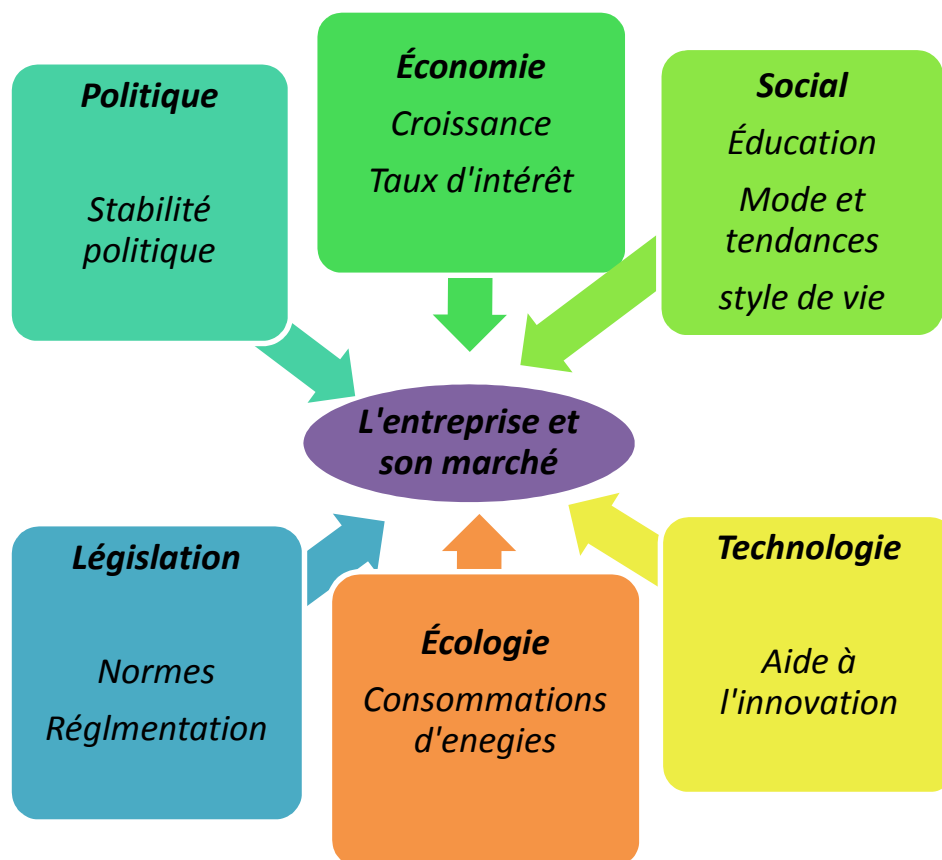 Politique
Stabilité
politique
Économie
Croissance
Taux d'intérêt
Social
Éducation
Mode et
tendances
style de vie
L'entreprise et
son marché
Législation
Normes
Réglmentation
Écologie
Consommations
d'enegies
Technologie
Aide à
l'innovation